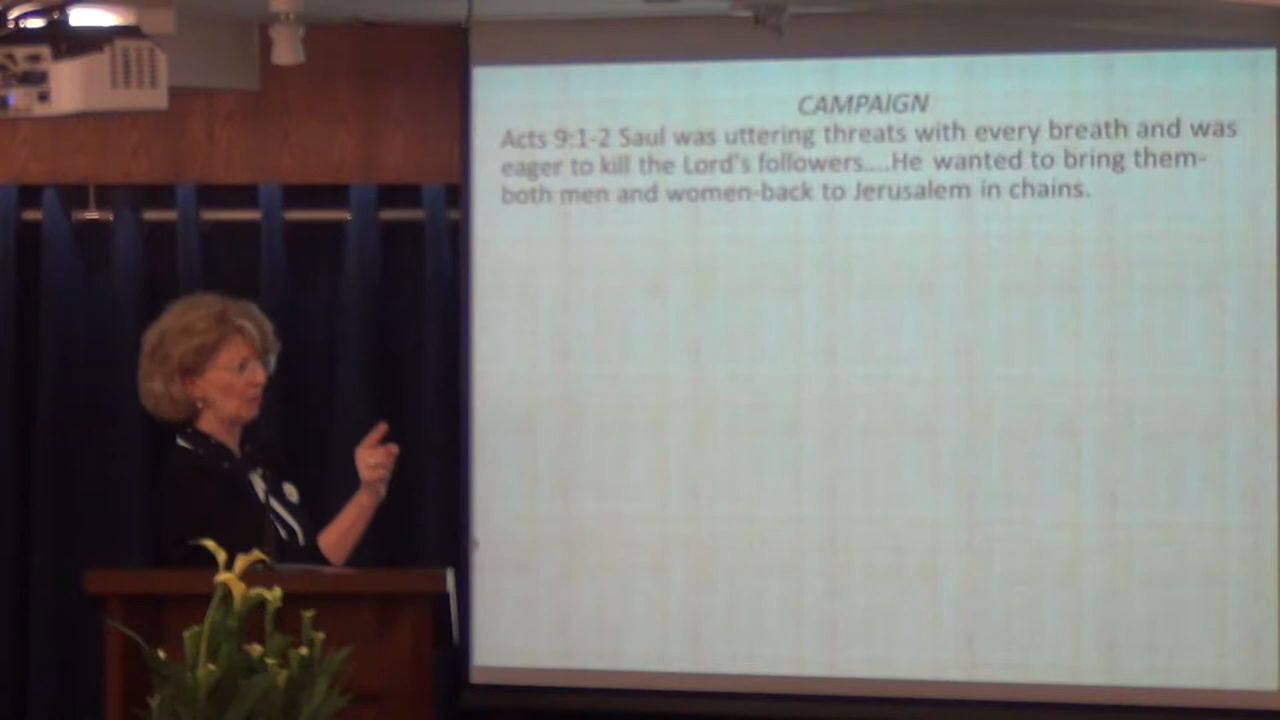 CAMPAIGN
Acts 9:1-2 Saul was uttering threats with every breath and was
eager to kill the Lord's followers....He wanted to bring them-
both men and women-back to Jerusalem in chains.